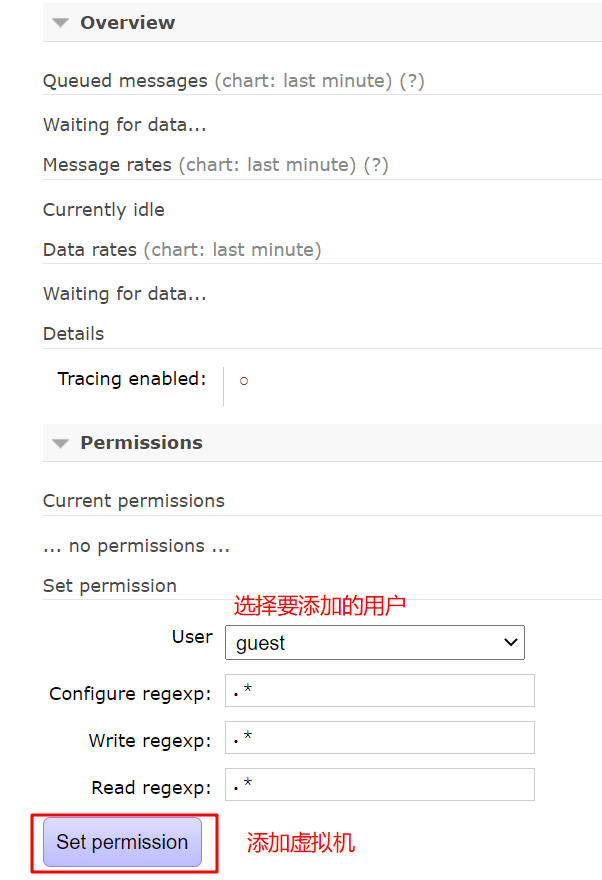 Overview
Queued messages (chart: last minute) (?)
Waiting for data...
Message rates (chart: last minute) (?)
Currently idle
Data rates (chart: last minute)
Waiting for data...
Details
Tracing enabled: ○
Permissions
Current permissions
... no permissions ...
Set permission
选择要添加的用户
User guest
Configure regexp: .*
Write regexp: .*
Read regexp: .*
Set permission 添加虚拟机